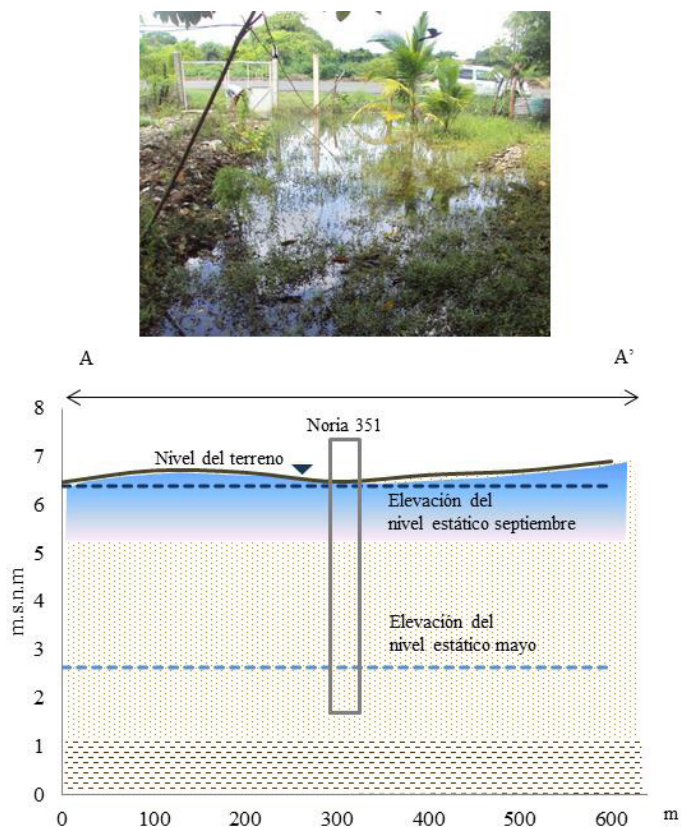 A
A’
8
Noria 351
7
Nivel del terreno
6
Elevación del
nivel estático septiembre
5
m.s.n.m
4
Elevación del
nivel estático mayo
3
2
1
0
0 100 200 300 400 500 600 m